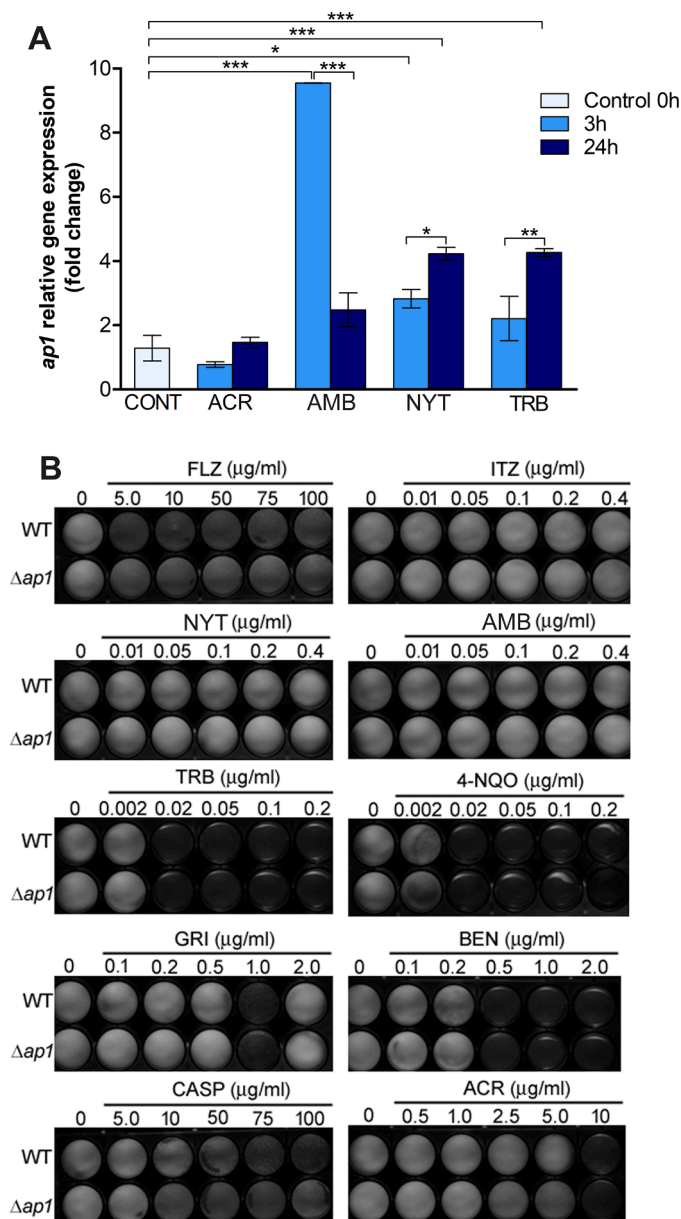 A
***
***
*
***
***
10
8
6
4
2
0
ap1 relative gene expression
(fold change)
Control 0h
3h
24h
*
**
CONT ACR AMB NYT TRB
B
FLZ (μg/ml)
0 5.0 10 50 75 100
WT
Δap1
ITZ (μg/ml)
0 0.01 0.05 0.1 0.2 0.4
NYT (μg/ml)
0 0.01 0.05 0.1 0.2 0.4
WT
Δap1
AMB (μg/ml)
0 0.01 0.05 0.1 0.2 0.4
TRB (μg/ml)
0 0.002 0.02 0.05 0.1 0.2
WT
Δap1
4-NQO (μg/ml)
0 0.002 0.02 0.05 0.1 0.2
GRI (μg/ml)
0 0.1 0.2 0.5 1.0 2.0
WT
Δap1
BEN (μg/ml)
0 0.1 0.2 0.5 1.0 2.0
CASP (μg/ml)
0 5.0 10 50 75 100
WT
Δap1
ACR (μg/ml)
0 0.5 1.0 2.5 5.0 10